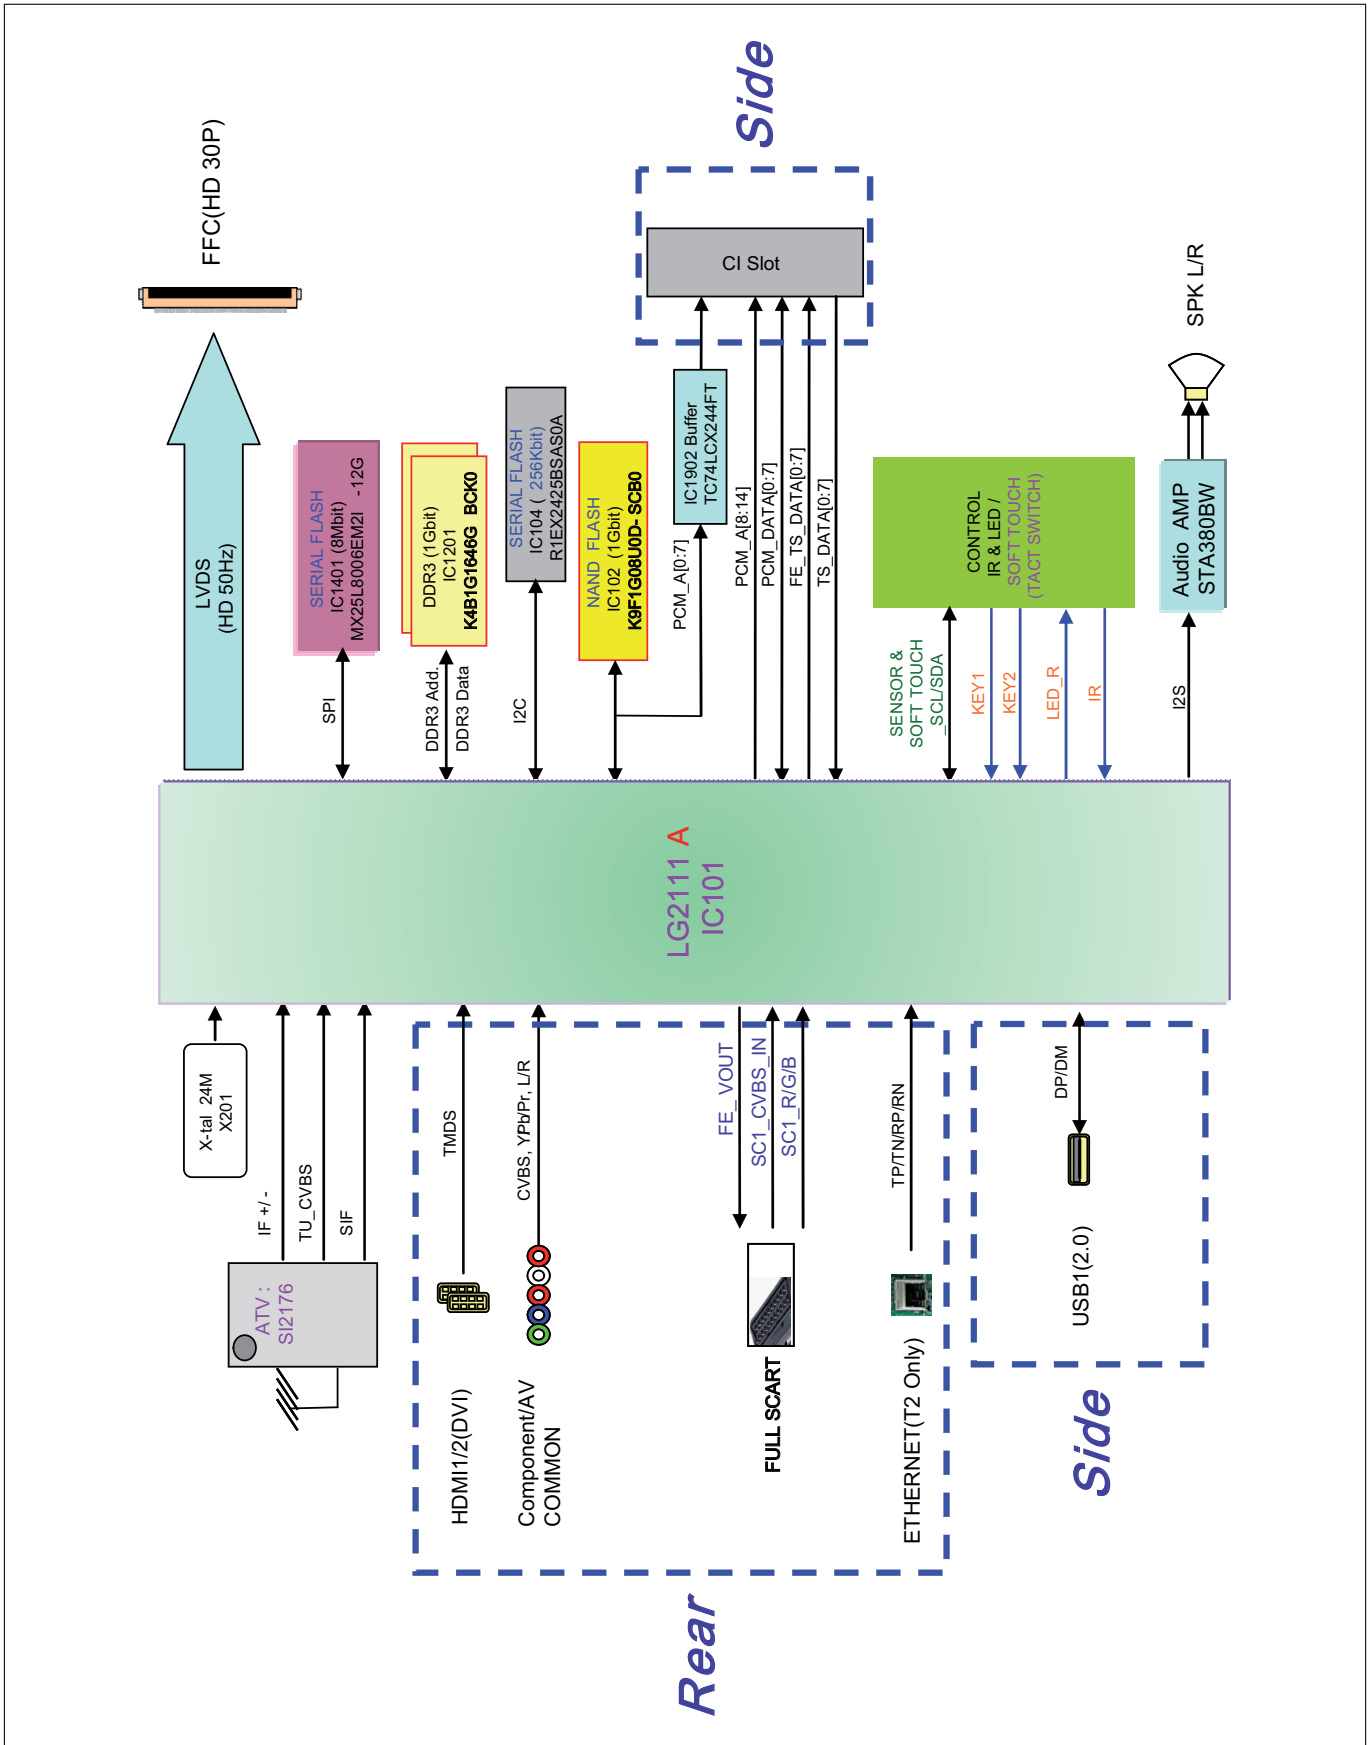 X-tal 24M
X201
ATV :
SI2176
IF +/ -
TU_CVBS
SIF
Rear
HDMI1/2(DVI)
TMDS
Component/AV
COMMON
CVBS, YPb/Pr, L/R
FULL SCART
FE_ VOUT
SC1_CVBS_IN
SC1_R/G/B
ETHERNET(T2 Only)
TP/TN/RP/RN
Side
USB1(2.0)
DP/DM
LG2111 A
IC101
LVDS
(HD 50Hz)
FFC(HD 30P)
SPI
SERIAL FLASH
IC1401 (8Mbit)
MX25L8006EM2I -12G
DDR3 Add.
DDR3 Data
DDR3 (1Gbit)
IC1201
K4B1G1646G BCK0
I2C
SERIAL FLASH
IC104 ( 256Kbit)
R1EX2425BSAS0A
NAND FLASH
IC102 (1Gbit)
K9F1G08U0D- SCB0
PCM_A[0:7]
IC1902 Buffer
TC74LCX244FT
Side
CI Slot
PCM_A[8:14]
PCM_DATA[0:7]
FE_TS_DATA[0:7]
TS_DATA[0:7]
SENSOR &
SOFT TOUCH
_SCL/SDA
KEY1
KEY2
LED_R
IR
CONTROL
IR & LED /
SOFT TOUCH
(TACT SWITCH)
I2S
Audio AMP
STA380BW
SPK L/R